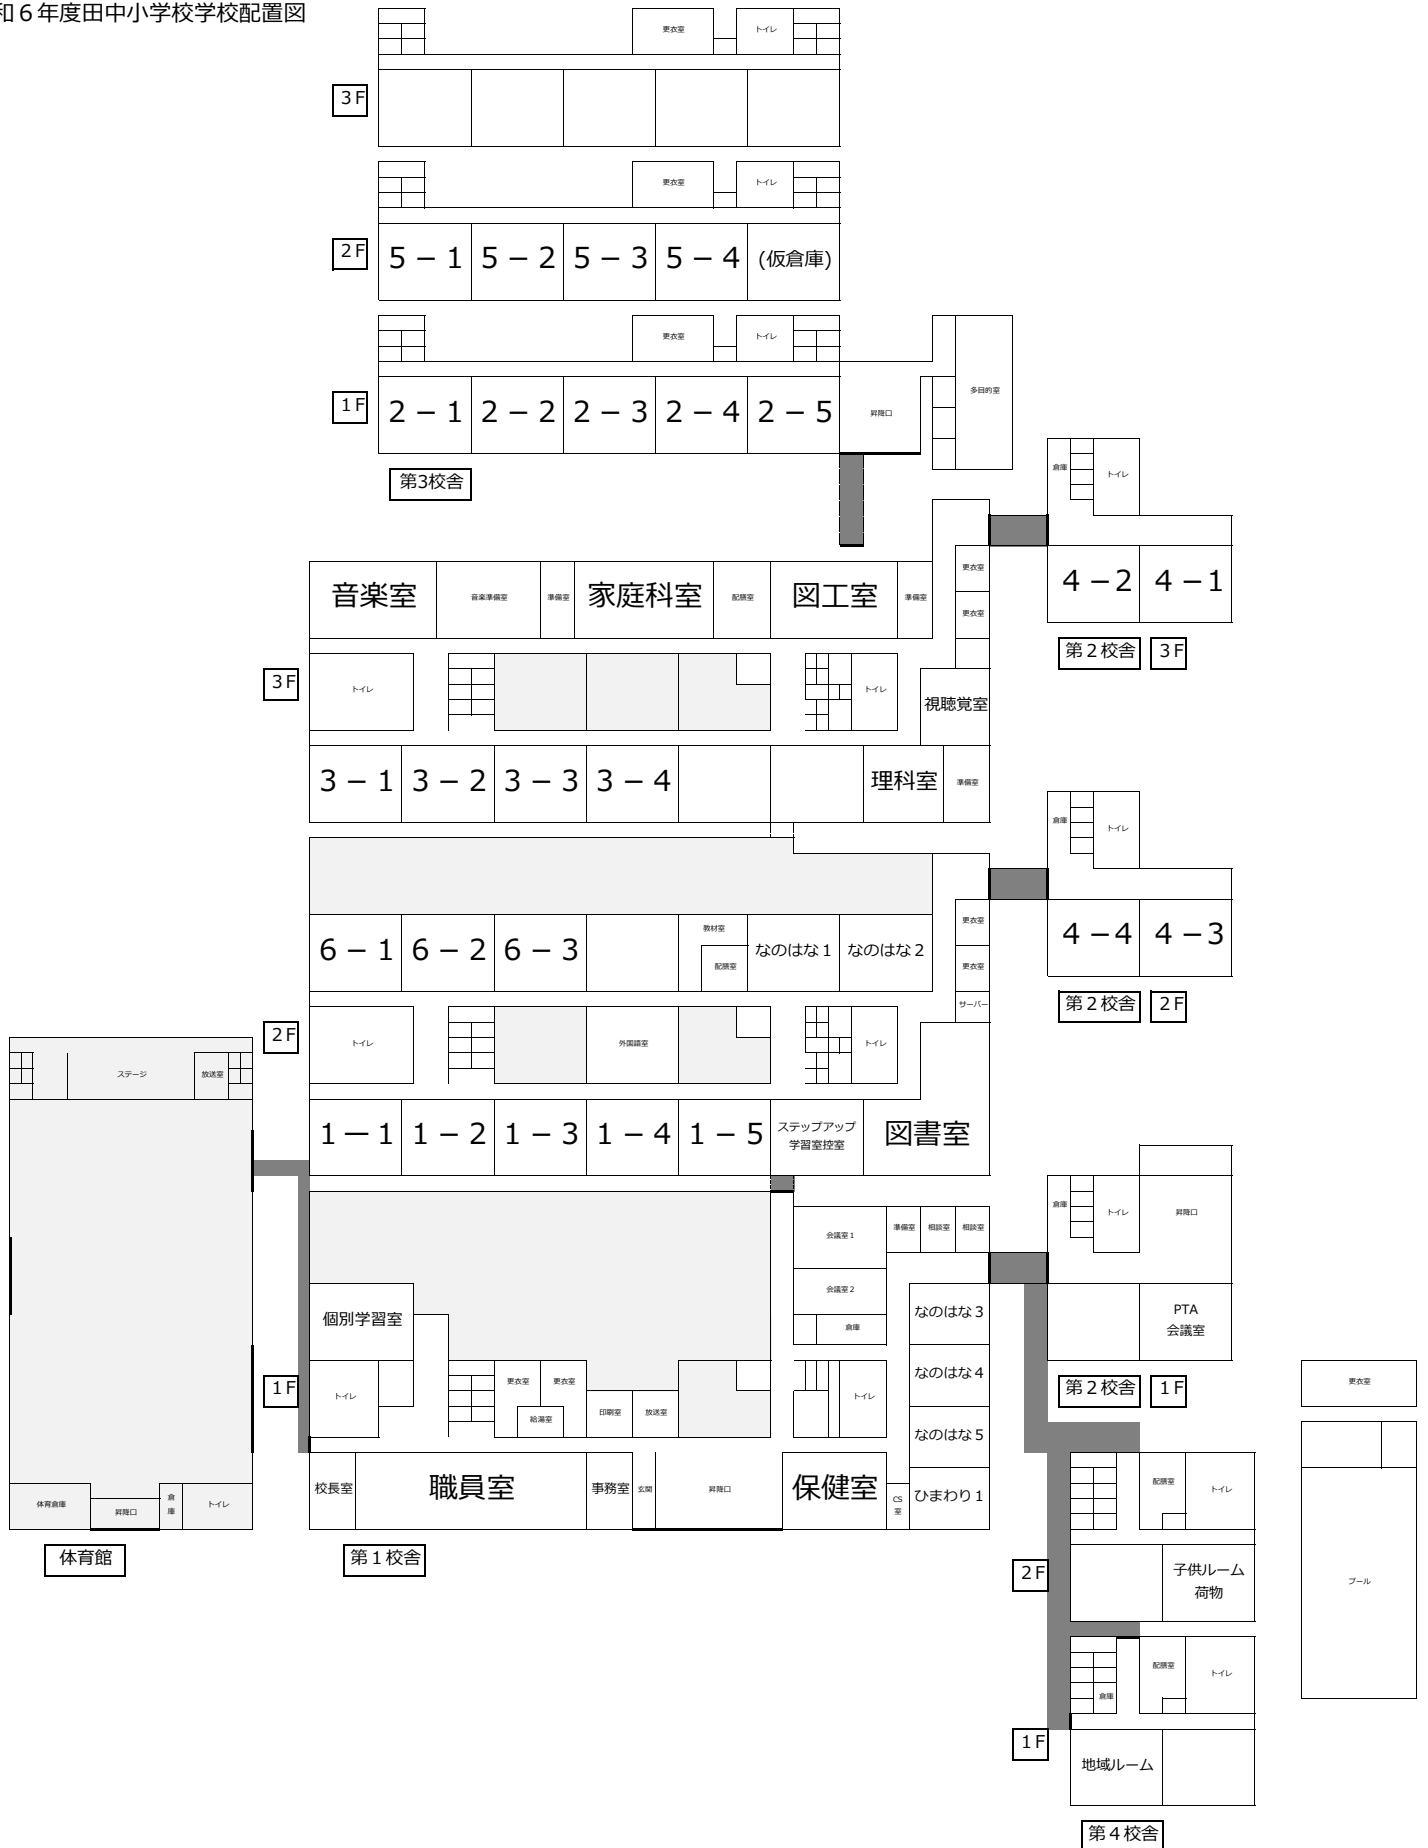 和６年度田中小学校学校配置図
更衣室 トイレ
３F
更衣室 トイレ
２F
５－１ ５－２ ５－３ ５－４ (仮倉庫)
更衣室 トイレ
１F
２－１ ２－２ ２－３ ２－４ ２－５ 昇降口 多目的室
第3校舎
倉庫 トイレ
４－２ ４－１
第２校舎 ３F
音楽室 音楽準備室 準備室 家庭科室 配膳室 図工室 準備室
更衣室
更衣室
３F
トイレ トイレ
視聴覚室
３－１ ３－２ ３－３ ３－４ 理科室 準備室
倉庫 トイレ
４－４ ４－３
第２校舎 ２F
６－１ ６－２ ６－３ 教材室 配膳室 なのはな１ なのはな２
更衣室
更衣室
サーバー
２F
トイレ 外国語室 トイレ
１－１ １－２ １－３ １－４ １－５ ステップアップ
学習室控室
図書室
ステージ 放送室
体育倉庫 昇降口 倉
庫
トイレ
体育館
会議室１ 準備室 相談室 相談室
会議室２
倉庫
個別学習室
なのはな３
なのはな４
なのはな５
ひまわり１
１F
トイレ 更衣室 更衣室
給湯室 印刷室 放送室 トイレ
校長室 職員室 事務室 玄関 昇降口 保健室 CS
室
第１校舎
倉庫 トイレ 昇降口
PTA
会議室
第２校舎 １F
更衣室
プール
配膳室 トイレ
２F
子供ルーム
荷物
配膳室 トイレ
倉庫
１F
地域ルーム
第４校舎